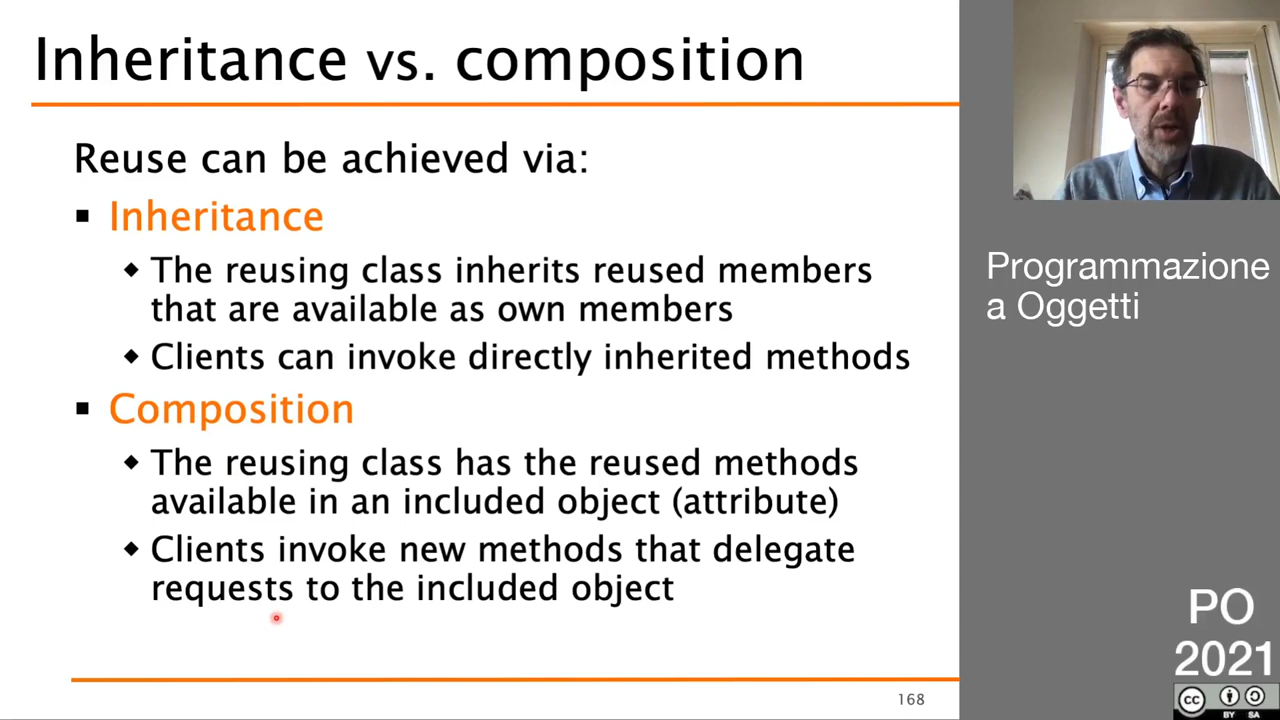 Inheritance vs. composition
Reuse can be achieved via:
Inheritance
The reusing class inherits reused members
that are available as own members
Clients can invoke directly inherited methods
Composition
The reusing class has the reused methods
available in an included object (attribute)
Clients invoke new methods that delegate
requests to the included object
168
Programmazione
a Oggetti
PO
2021
CC
BY SA